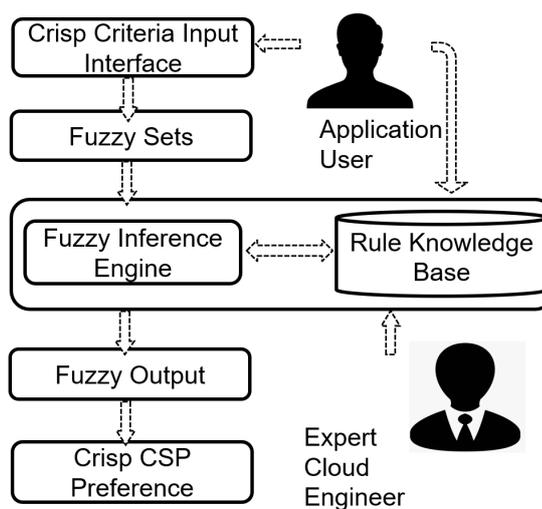 Crisp Criteria Input
Interface
Application
User
Fuzzy Sets
Fuzzy Inference
Engine
Rule Knowledge
Base
Fuzzy Output
Expert
Cloud
Engineer
Crisp CSP
Preference